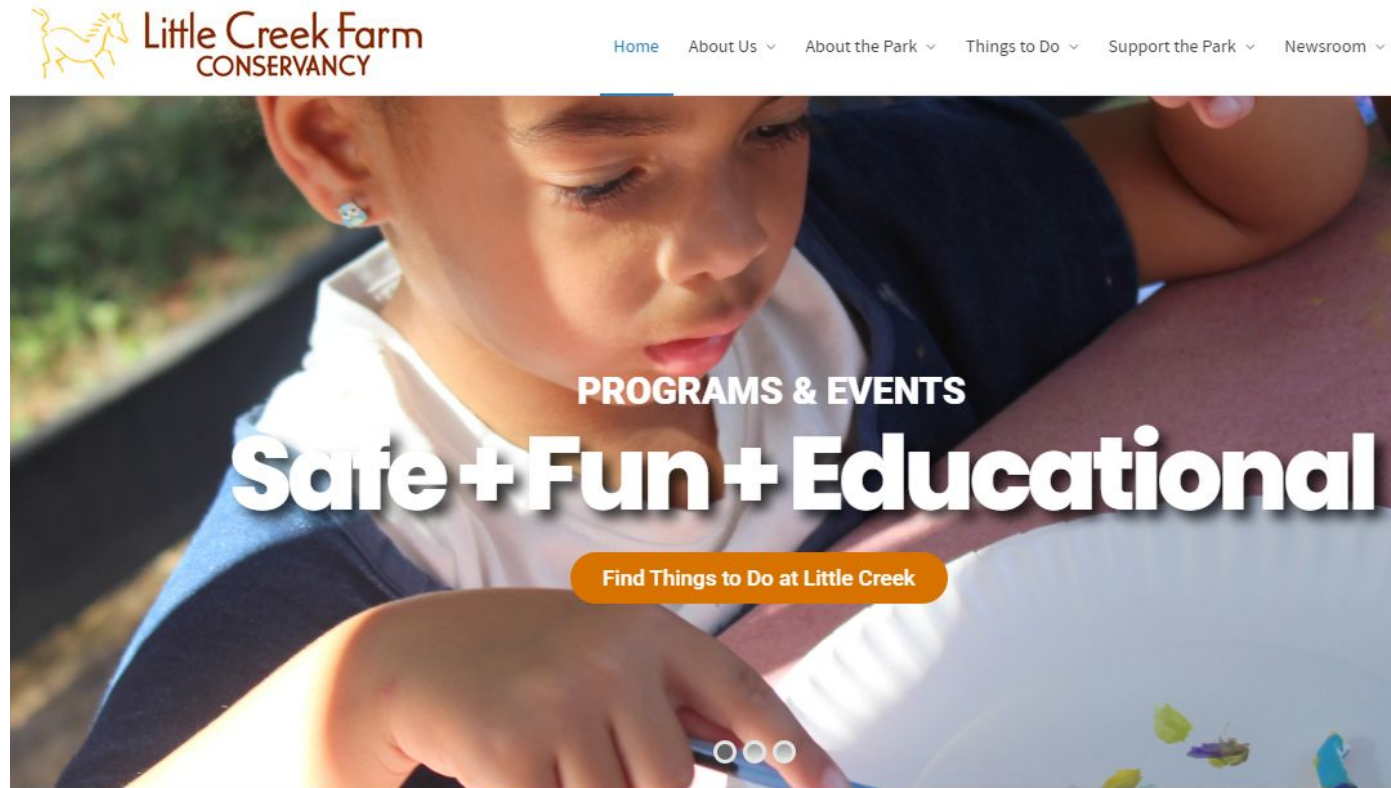 Little Creek Farm
CONSERVANCY
Home About Us About the Park Things to Do Support the Park Newsroom
PROGRAMS & EVENTS
Safe + Fun + Educational
Find Things to Do at Little Creek